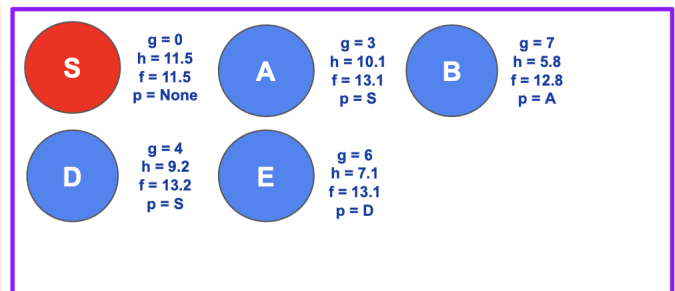 S
g = 0
h = 11.5
f = 11.5
p = None
A
g = 3
h = 10.1
f = 13.1
p = S
B
g = 7
h = 5.8
f = 12.8
p = A
D
g = 4
h = 9.2
f = 13.2
p = S
E
g = 6
h = 7.1
f = 13.1
p = D